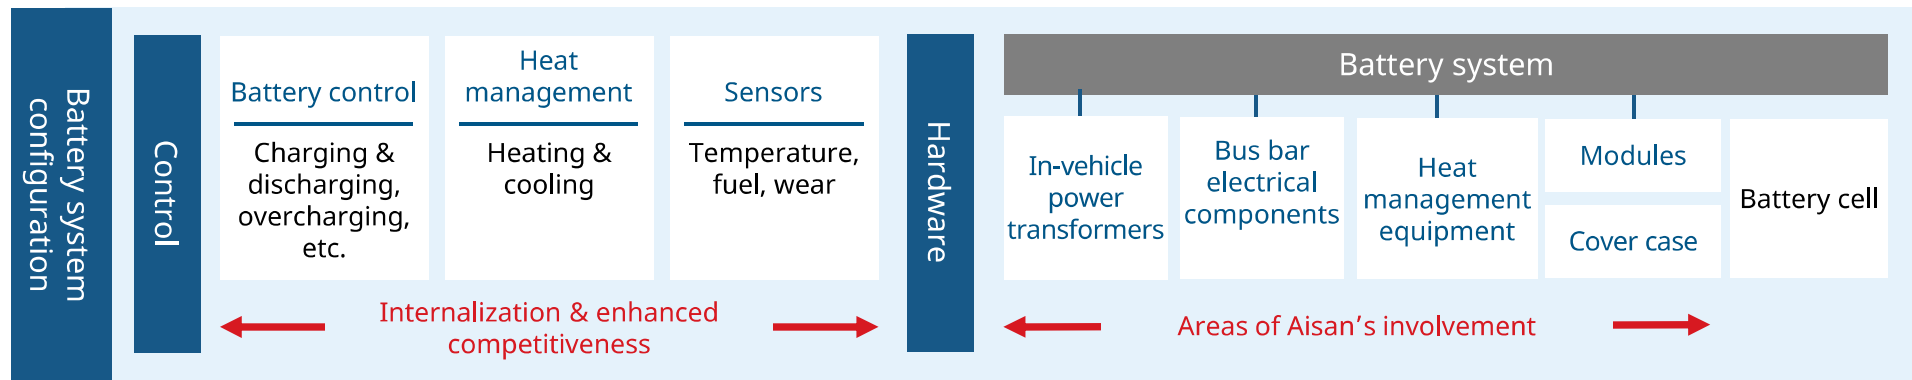 Battery system
configuration
Control
Battery control
Charging &
discharging,
overcharging,
etc.
Heat
management
Heating &
cooling
Sensors
Temperature,
fuel, wear
Internalization & enhanced
competitiveness
Hardware
Battery system
In-vehicle
power
transformers
Bus bar
electrical
components
Heat
management
equipment
Modules
Cover case
Battery cell
Areas of Aisan's involvement